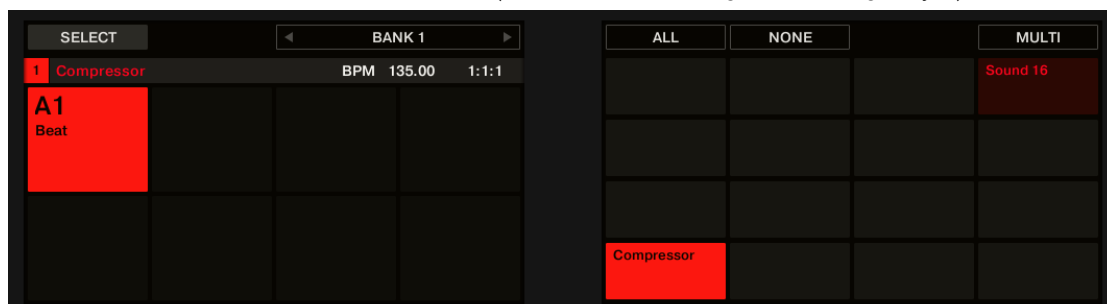 SELECT
BANK 1
1 Compressor BPM 135.00 1:1:1
A1
Beat
ALL NONE MULTI
Sound 16
Compressor